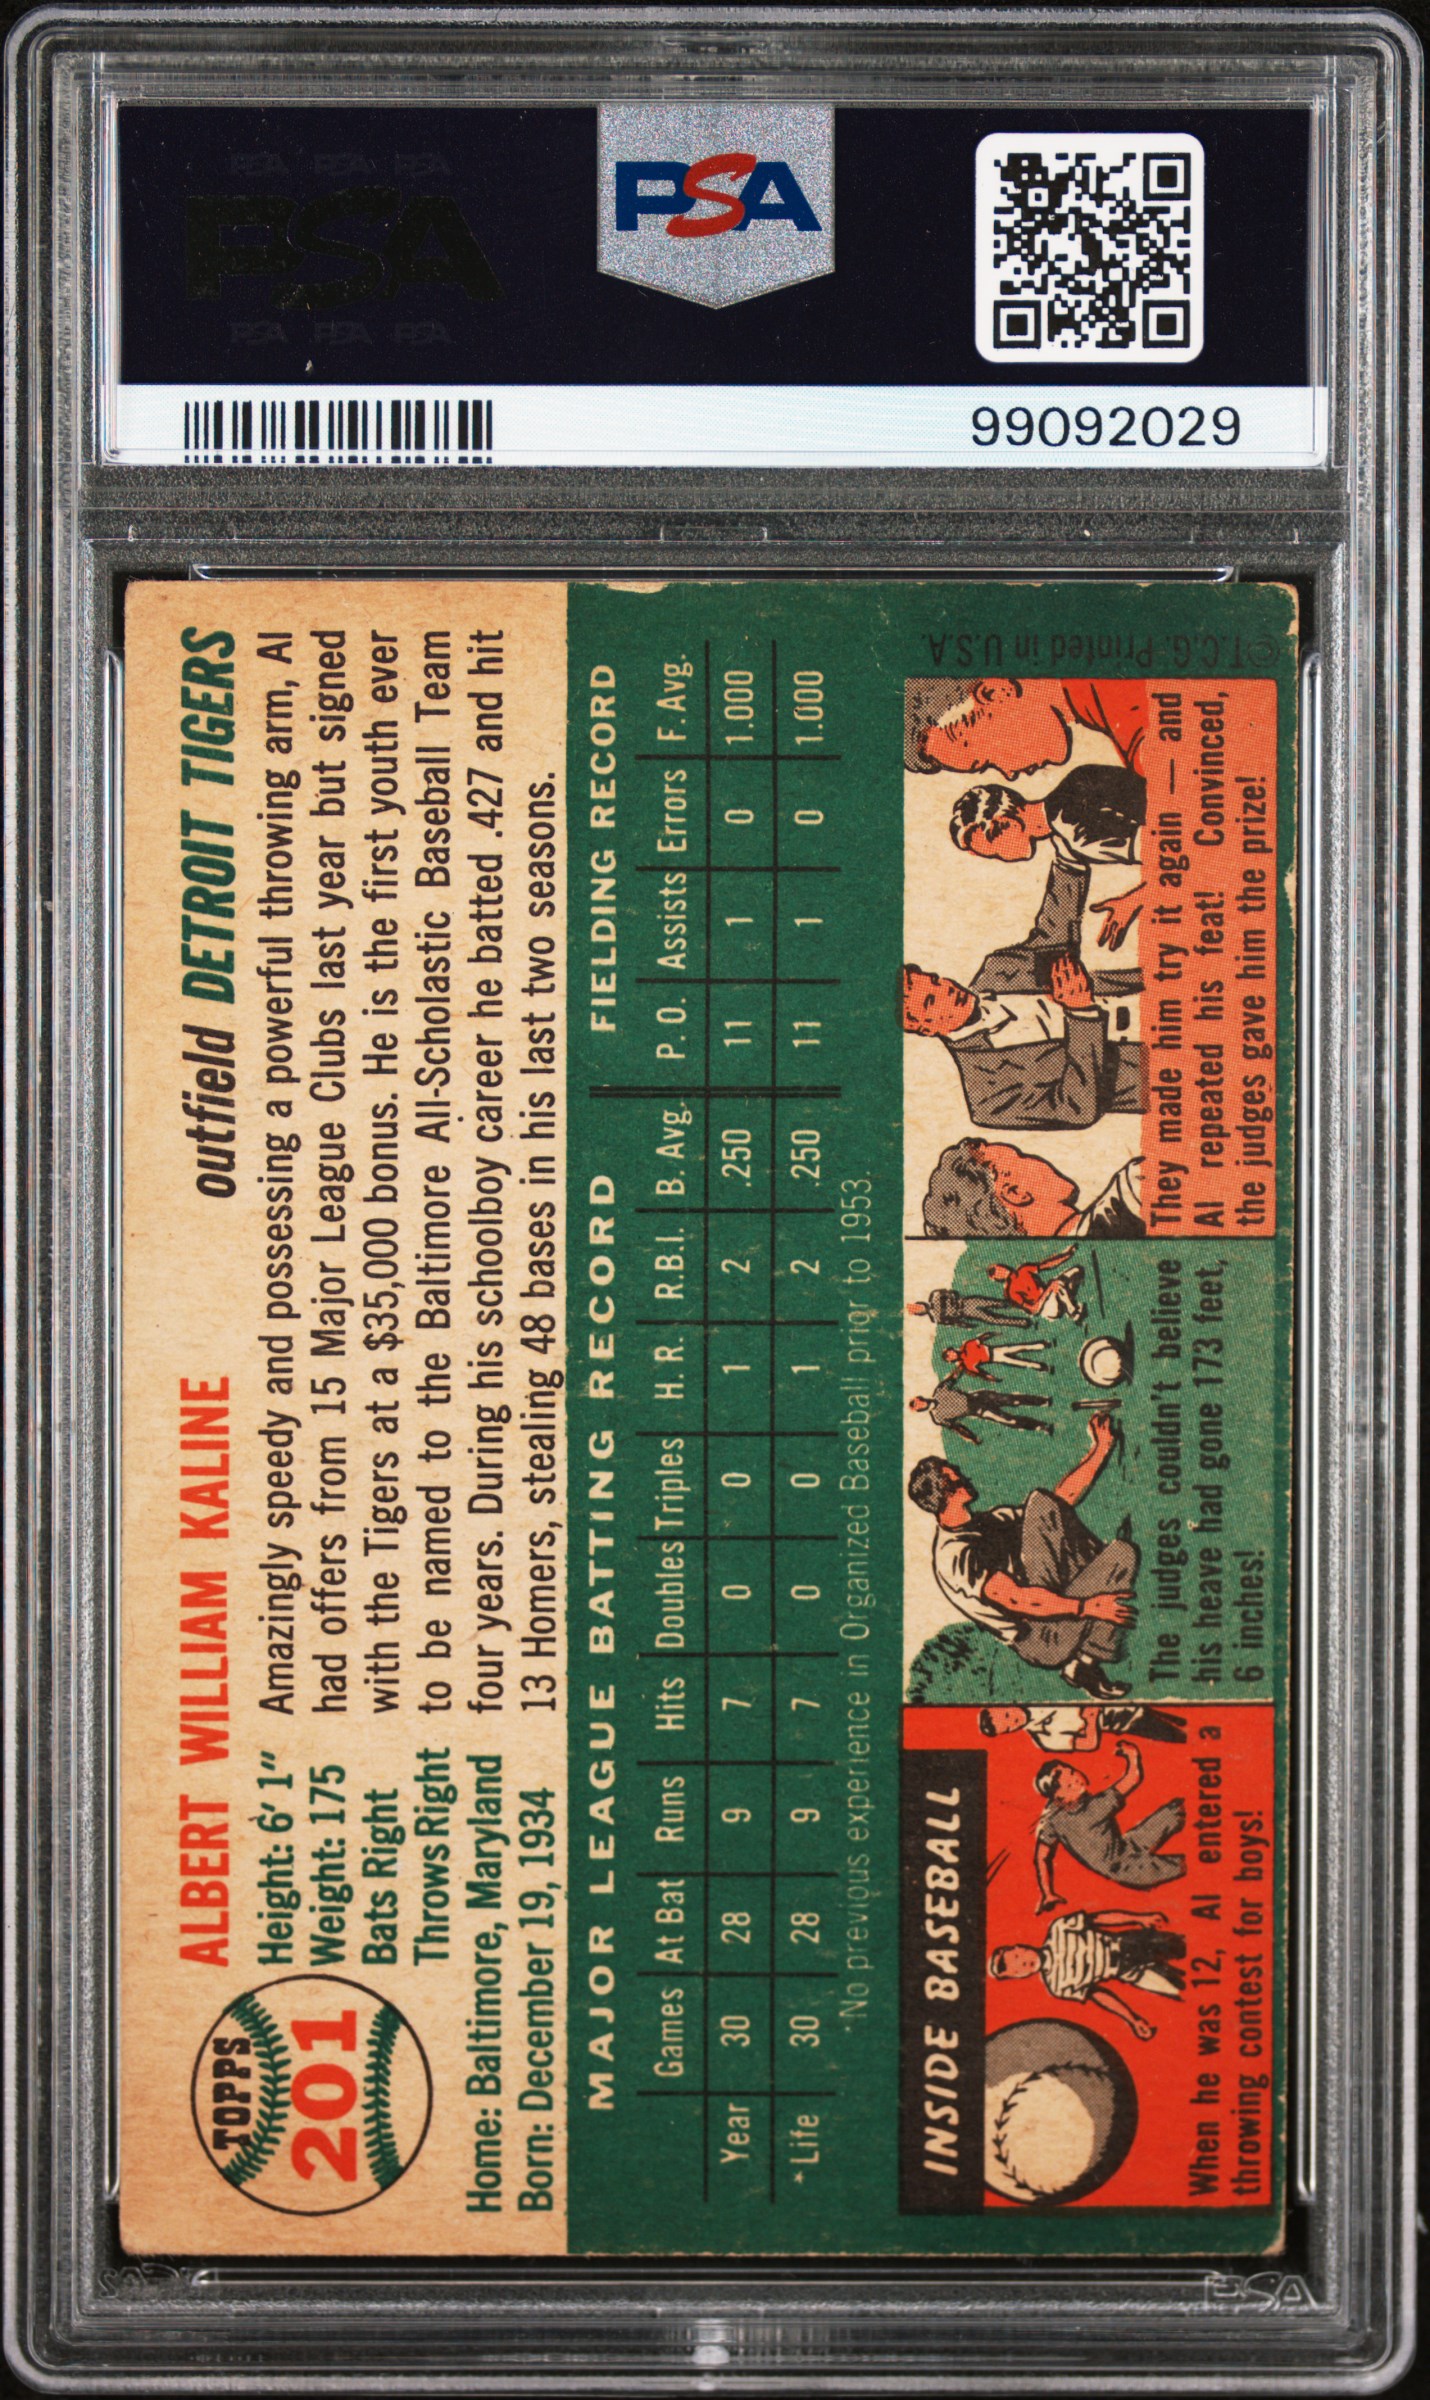 PSA PSA PSA
PSA
PSA PSA PSA
PSA
99092029
TOPPS
201
ALBERT WILLIAM KALINE
outfield DETROIT TIGERS
Height: 6' 1"
Weight: 175
Bats Right
Throws Right
Home: Baltimore, Maryland
Born: December 19, 1934
Amazingly speedy and possessing a powerful throwing arm, Al
had offers from 15 Major League Clubs last year but signed
with the Tigers at a $35,000 bonus. He is the first youth ever
to be named to the Baltimore All-Scholastic Baseball Team
four years. During his schoolboy career he batted .427 and hit
13 Homers, stealing 48 bases in his last two seasons.
MAJOR LEAGUE BATTING RECORD FIELDING RECORD
Games At Bat Runs Hits Doubles Triples H. R. R.B.I. B. Avg. P. O. Assists Errors F. Avg.
Year 30 28 9 7 0 0 1 2 .250 11 1 0 1.000
*Life 30 28 9 7 0 0 1 2 .250 11 1 0 1.000
*No previous experience in Organized Baseball prior to 1953.
INSIDE BASEBALL
When he was 12, Al entered a
throwing contest for boys!
The judges couldn't believe
his heave had gone 173 feet,
6 inches!
They made him try it again — and
Al repeated his feat! Convinced,
the judges gave him the prize!
©T.C.G. Printed in U.S.A.
PSA
PSA